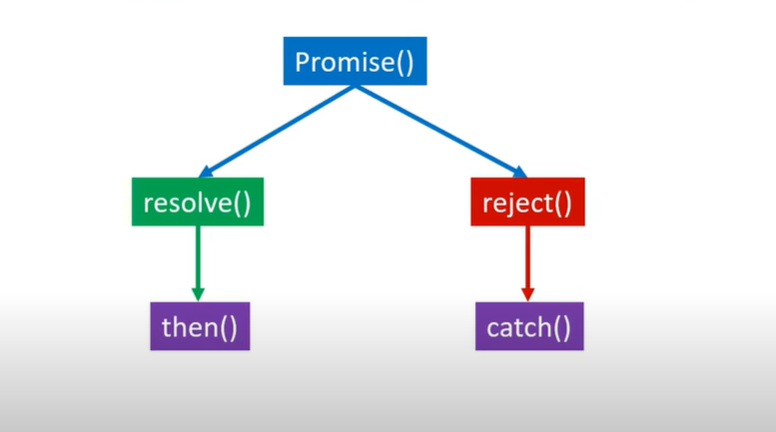 Promise()
resolve()
reject()
then()
catch()